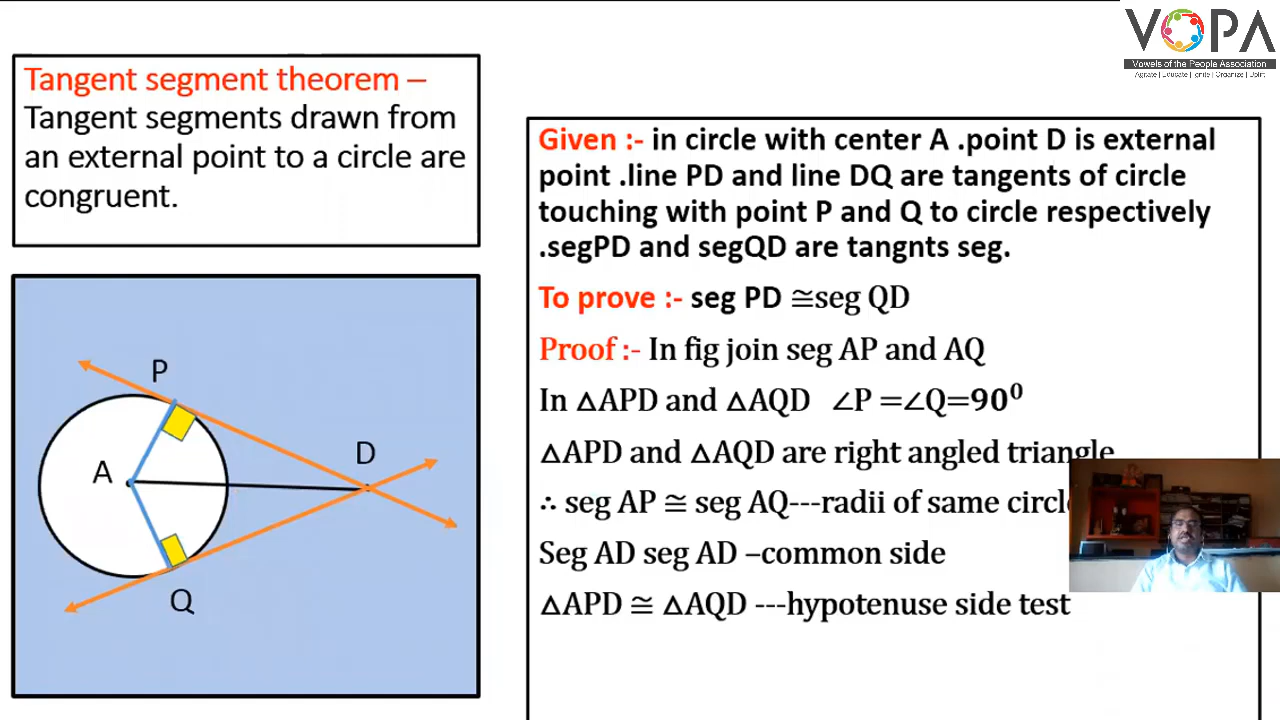 VOPA
Vowels of the People Association
Agitate | Educate | Ignite | Organize | Uplift
Tangent segment theorem –
Tangent segments drawn from
an external point to a circle are
congruent.
Given :- in circle with center A .point D is external
point .line PD and line DQ are tangents of circle
touching with point P and Q to circle respectively
.segPD and segQD are tangnts seg.
To prove :- seg PD ≅seg QD
Proof :- In fig join seg AP and AQ
In △APD and △AQD ∠P =∠Q=90⁰
△APD and △AQD are right angled triangle
∴ seg AP ≅ seg AQ---radii of same circle
Seg AD seg AD –common side
△APD ≅ △AQD ---hypotenuse side test
P
D
A
Q